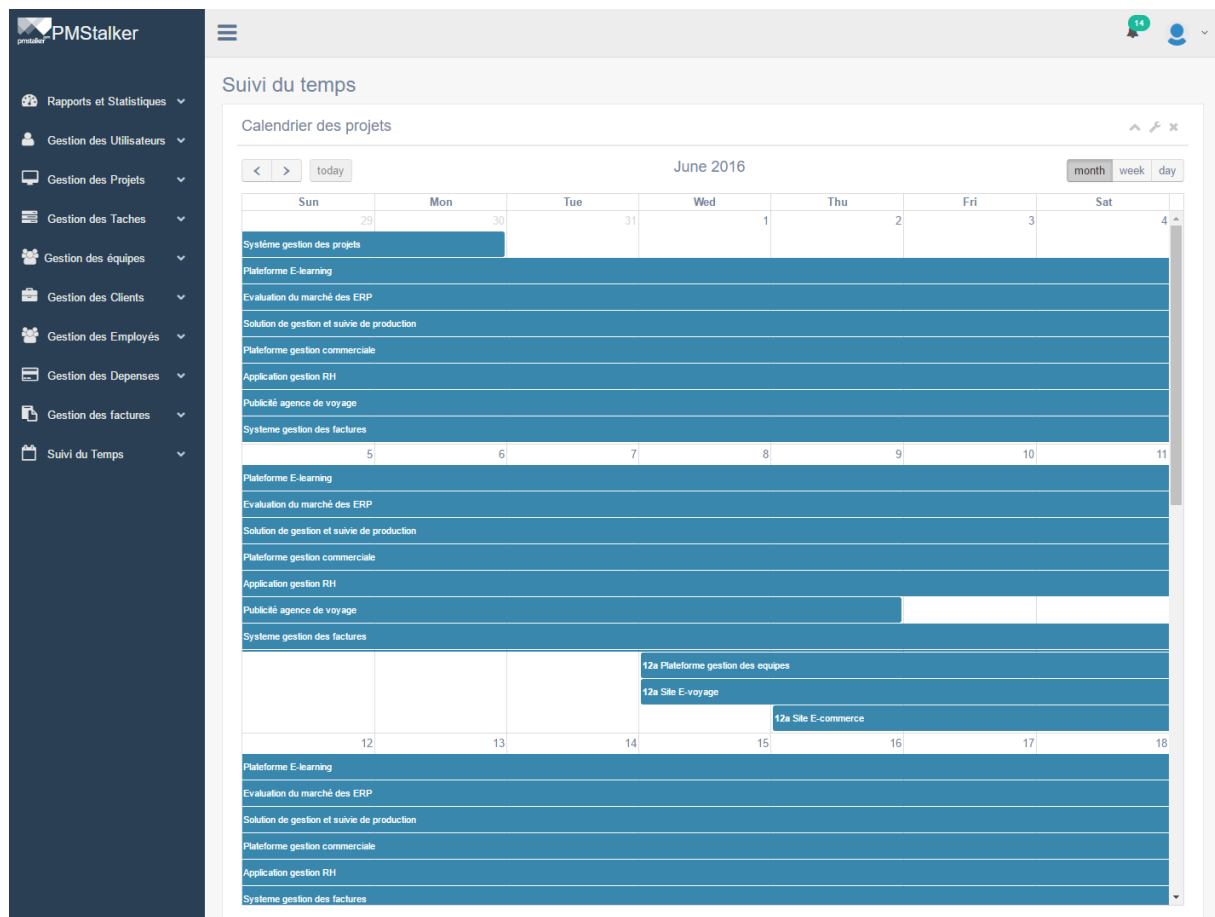 pmstalker PMStalker
14
Rapports et Statistiques
Gestion des Utilisateurs
Gestion des Projets
Gestion des Taches
Gestion des équipes
Gestion des Clients
Gestion des Employés
Gestion des Depenses
Gestion des factures
Suivi du Temps
Suivi du temps
Calendrier des projets
today
June 2016
month week day
Sun Mon Tue Wed Thu Fri Sat
29 30 31 1 2 3 4
Systéme gestion des projets
Plateforme E-learning
Evaluation du marché des ERP
Solution de gestion et suivie de production
Plateforme gestion commerciale
Application gestion RH
Publicité agence de voyage
Systeme gestion des factures
5 6 7 8 9 10 11
Plateforme E-learning
Evaluation du marché des ERP
Solution de gestion et suivie de production
Plateforme gestion commerciale
Application gestion RH
Publicité agence de voyage
Systeme gestion des factures
12a Plateforme gestion des equipes
12a Site E-voyage
12a Site E-commerce
12 13 14 15 16 17 18
Plateforme E-learning
Evaluation du marché des ERP
Solution de gestion et suivie de production
Plateforme gestion commerciale
Application gestion RH
Systeme gestion des factures